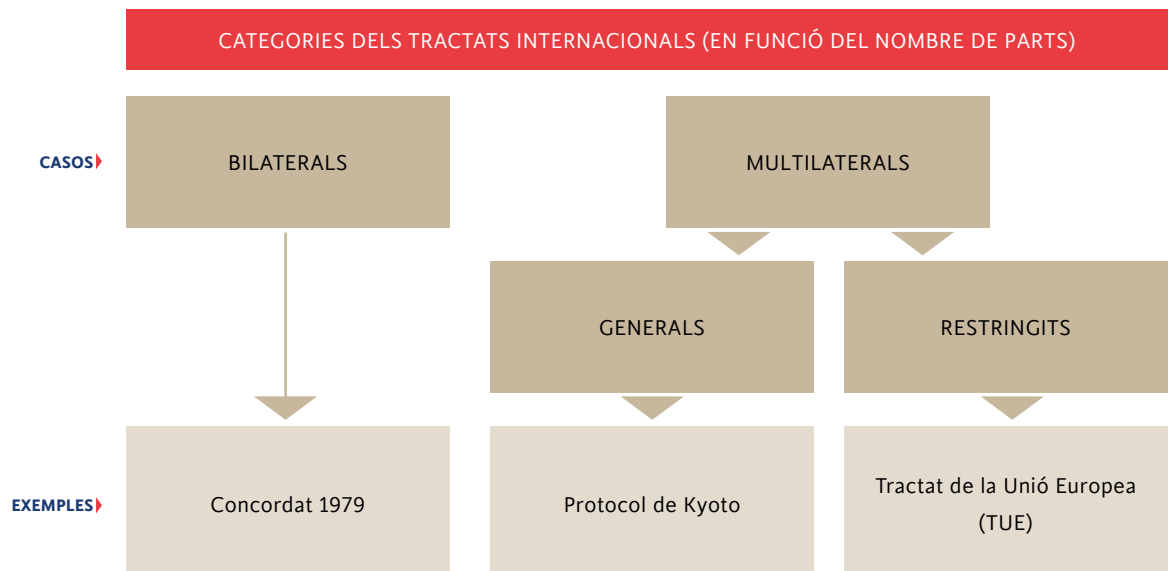 CATEGORIES DELS TRACTATS INTERNACIONALS (EN FUNCIÓ DEL NOMBRE DE PARTS)
CASOS
BILATERALS
MULTILATERALS
GENERALS
RESTRINGITS
EXEMPLES
Concordat 1979
Protocol de Kyoto
Tractat de la Unió Europea
(TUE)